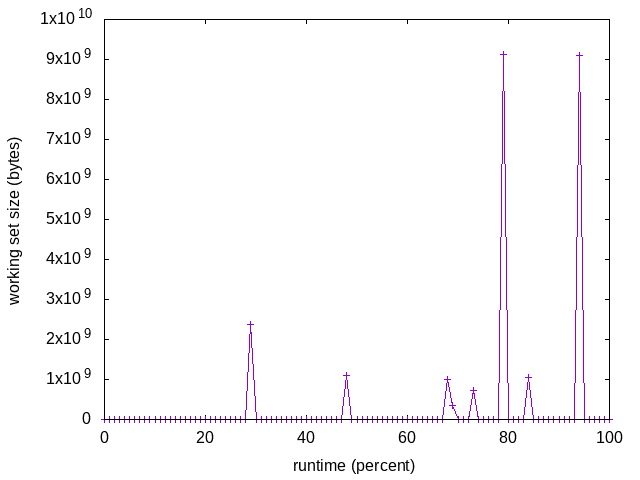 1x10^10
9x10^9
8x10^9
7x10^9
6x10^9
5x10^9
4x10^9
3x10^9
2x10^9
1x10^9
0
0 20 40 60 80 100
working set size (bytes)
runtime (percent)